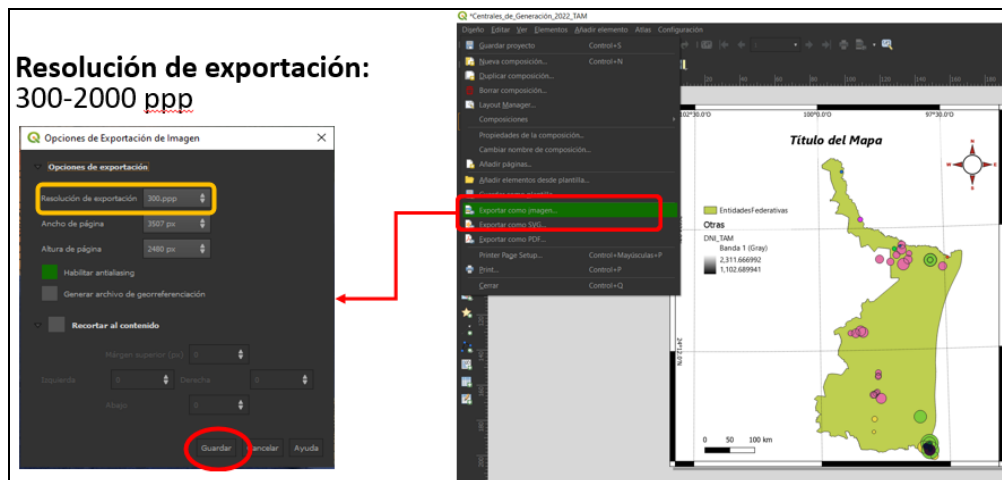 Resolución de exportación:
300-2000 ppp
Opciones de Exportación de Imagen
Opciones de exportación
Resolución de exportación 300.ppp
Ancho de página 3507 px
Altura de página 2480 px
Habilitar antialiasing
Generar archivo de georreferenciación
Recortar al contenido
Márgen superior (px) 0
Izquierda 0 Derecha 0
Abajo 0
Guardar Cancelar Ayuda
*Centrales_de_Generación_2022_TAM
Diseño Editar Ver Elementos Añadir elemento Atlas Configuración
Guardar proyecto Control+S
Nueva composición... Control+N
Duplicar composición...
Borrar composición...
Layout Manager...
Composiciones
Propiedades de la composición...
Cambiar nombre de composición...
Añadir páginas...
Añadir elementos desde plantilla...
Guardar como plantilla...
Exportar como imagen...
Exportar como SVG...
Exportar como PDF...
Printer Page Setup... Control+Mayúsculas+P
Print... Control+P
Cerrar Control+Q
100°0.0'O 97°30.0'O
Título del Mapa
EntidadesFederativas
Otras
DNI_TAM
Banda 1 (Gray)
2,311.666992
1,102.689941
24°12.0'N
0 50 100 km